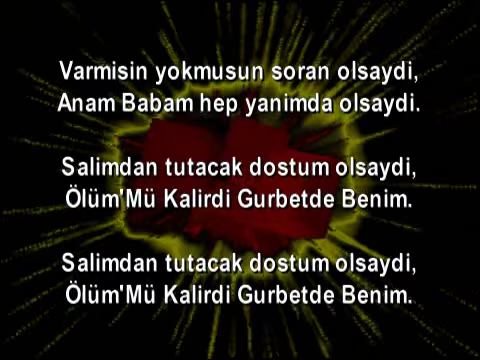 Varmisin yokmusun soran olsaydi,
Anam Babam hep yanimda olsaydi.
Salimdan tutacak dostum olsaydi,
Ölüm'Mü Kalirdi Gurbetde Benim.
Salimdan tutacak dostum olsaydi,
Ölüm'Mü Kalirdi Gurbetde Benim.